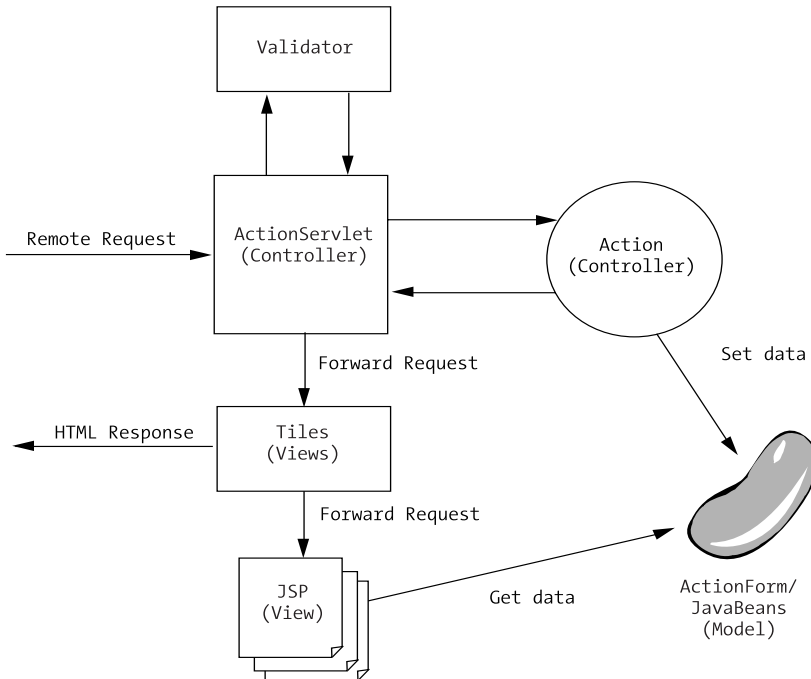 Validator
Remote Request
ActionServlet
(Controller)
Action
(Controller)
Forward Request
Set data
HTML Response
Tiles
(Views)
Forward Request
JSP
(View)
Get data
ActionForm/
JavaBeans
(Model)